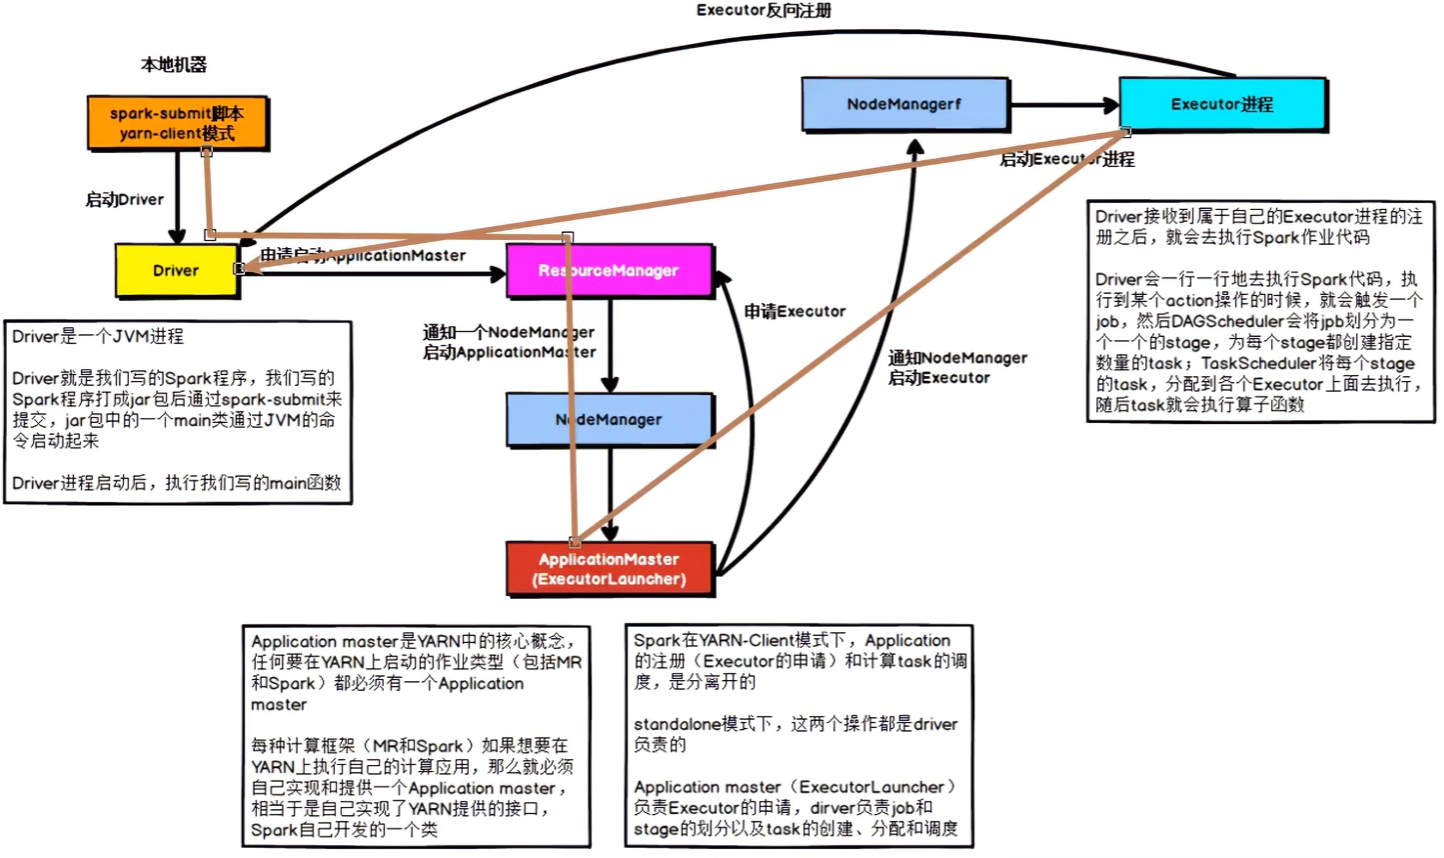 Executor反向注册
本地机器
spark-submit脚本
yarn-client模式
NodeManagerf
Executor进程
启动Executor进程
启动Driver
Driver
申请启动ApplicationMaster
ResourceManager
申请Executor
通知一个NodeManager
启动ApplicationMaster
通知NodeManager
启动Executor
NodeManager
ApplicationMaster
(ExecutorLauncher)
Driver是一个JVM进程
Driver就是我们写的Spark程序，我们写的
Spark程序打成jar包后通过spark-submit来
提交，jar包中的一个main类通过JVM的命
令启动起来
Driver进程启动后，执行我们写的main函数
Driver接收到属于自己的Executor进程的注
册之后，就会去执行Spark作业代码
Driver会一行一行地去执行Spark代码，执
行到某个action操作的时候，就会触发一个
job，然后DAGScheduler会将jpb划分为一
个一个的stage，为每个stage都创建指定
数量的task；TaskScheduler将每个stage
的task，分配到各个Executor上面去执行，
随后task就会执行算子函数
Application master是YARN中的核心概念，
任何要在YARN上启动的作业类型（包括MR
和Spark）都必须有一个Application
master
每种计算框架（MR和Spark）如果想要在
YARN上执行自己的计算应用，那么就必须
自己实现和提供一个Application master，
相当于是自己实现了YARN提供的接口，
Spark自己开发的一个类
Spark在YARN-Client模式下，Application
的注册（Executor的申请）和计算task的调
度，是分离开的
standalone模式下，这两个操作都是driver
负责的
Application master（ExecutorLauncher）
负责Executor的申请，dirver负责job和
stage的划分以及task的创建、分配和调度